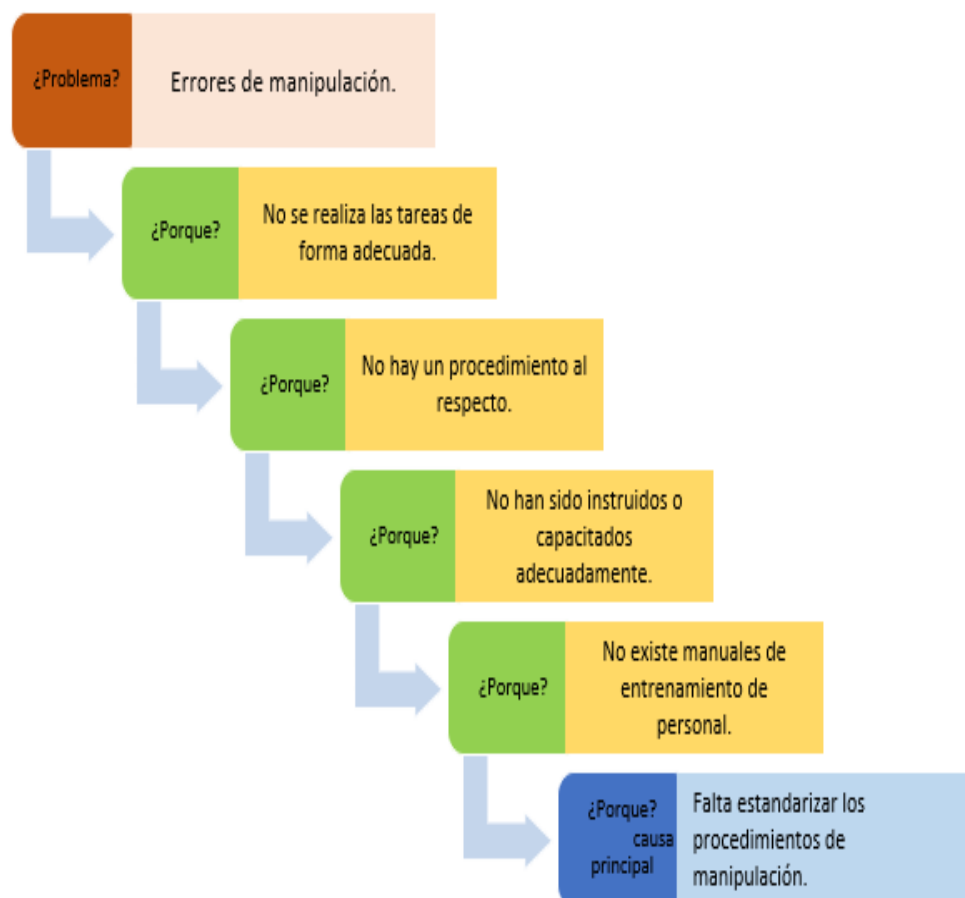 ¿Problema?
Errores de manipulación.
¿Porque?
No se realiza las tareas de
forma adecuada.
¿Porque?
No hay un procedimiento al
respecto.
¿Porque?
No han sido instruidos o
capacitados
adecuadamente.
¿Porque?
No existe manuales de
entrenamiento de
personal.
¿Porque?
causa
principal
Falta estandarizar los
procedimientos de
manipulación.